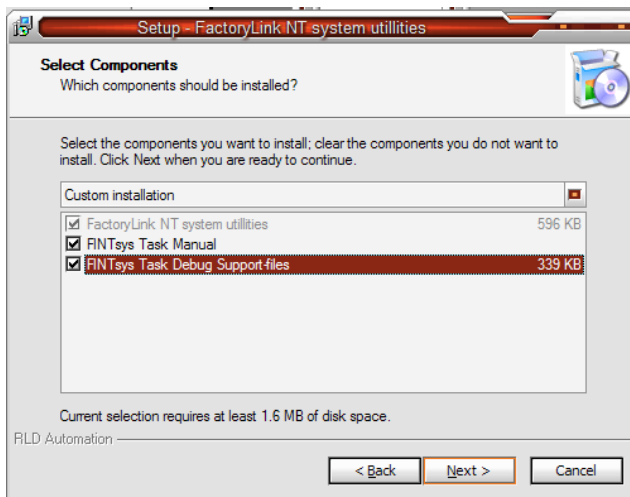 Setup - FactoryLink NT system utillities
Select Components
Which components should be installed?
Select the components you want to install; clear the components you do not want to
install. Click Next when you are ready to continue.
Custom installation
FactoryLink NT system utillities 596 KB
FlNTsys Task Manual
FlNTsys Task Debug Support-files 339 KB
Current selection requires at least 1.6 MB of disk space.
RLD Automation
< Back Next > Cancel